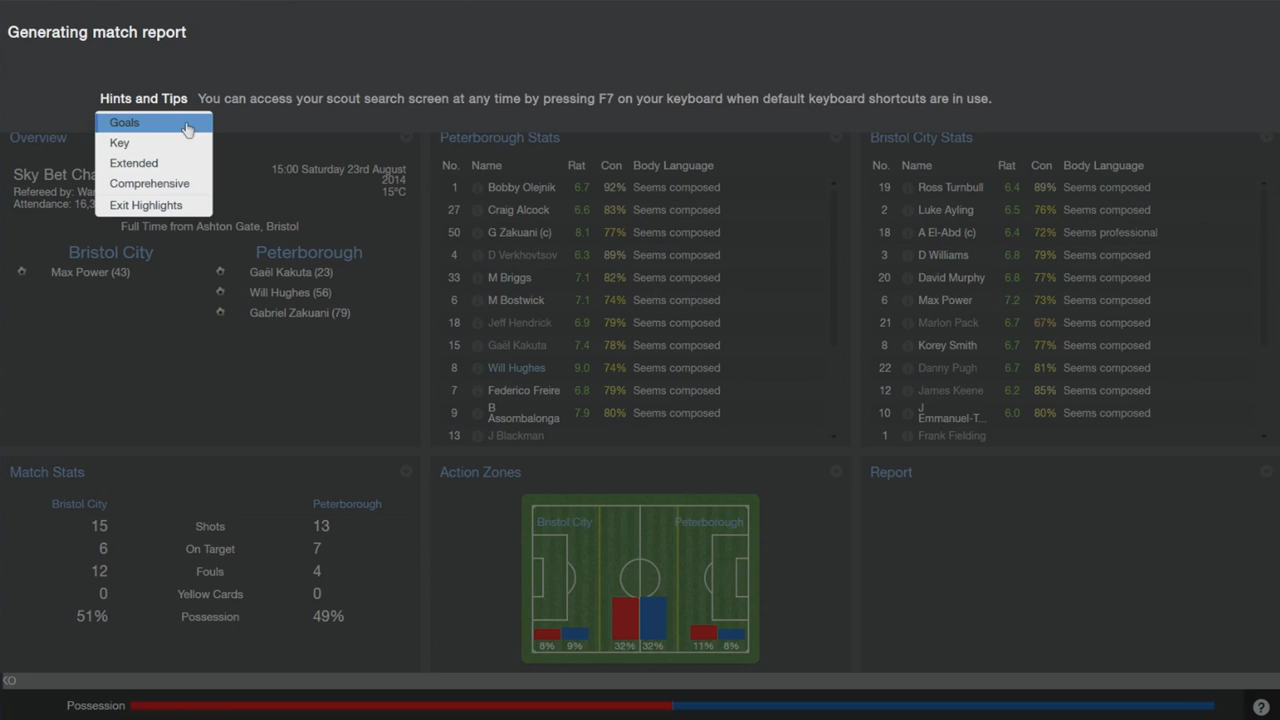 Generating match report
Hints and Tips You can access your scout search screen at any time by pressing F7 on your keyboard when default keyboard shortcuts are in use.
Goals
Key
Extended
Comprehensive
Exit Highlights
Overview
Sky Bet Cha
15:00 Saturday 23rd August
2014
Refereed by: Wa
15°C
Attendance: 16,3
Full Time from Ashton Gate, Bristol
Bristol City Peterborough
Max Power (43) Gaël Kakuta (23)
Will Hughes (56)
Gabriel Zakuani (79)
Peterborough Stats
No. Name Rat Con Body Language
1 Bobby Olejnik 6.7 92% Seems composed
27 Craig Alcock 6.6 83% Seems composed
50 G Zakuani (c) 8.1 77% Seems composed
4 D Verkhovtsov 6.3 89% Seems composed
33 M Briggs 7.1 82% Seems composed
6 M Bostwick 7.1 74% Seems composed
18 Jeff Hendrick 6.9 79% Seems composed
15 Gaël Kakuta 7.4 78% Seems composed
8 Will Hughes 9.0 74% Seems composed
7 Federico Freire 6.8 79% Seems composed
9 B Assombalonga 7.9 80% Seems composed
13 J Blackman
Bristol City Stats
No. Name Rat Con Body Language
19 Ross Turnbull 6.4 89% Seems composed
2 Luke Ayling 6.5 76% Seems composed
18 A El-Abd (c) 6.4 72% Seems professional
3 D Williams 6.8 79% Seems composed
20 David Murphy 6.8 77% Seems composed
6 Max Power 7.2 73% Seems composed
21 Marlon Pack 6.7 67% Seems composed
8 Korey Smith 6.7 77% Seems composed
22 Danny Pugh 6.7 81% Seems composed
12 James Keene 6.2 85% Seems composed
10 J Emmanuel-T... 6.0 80% Seems composed
1 Frank Fielding
Match Stats
Bristol City Peterborough
15 Shots 13
6 On Target 7
12 Fouls 4
0 Yellow Cards 0
51% Possession 49%
Action Zones
Bristol City Peterborough
8% 9% 32% 32% 11% 8%
Report
KO
Possession
?